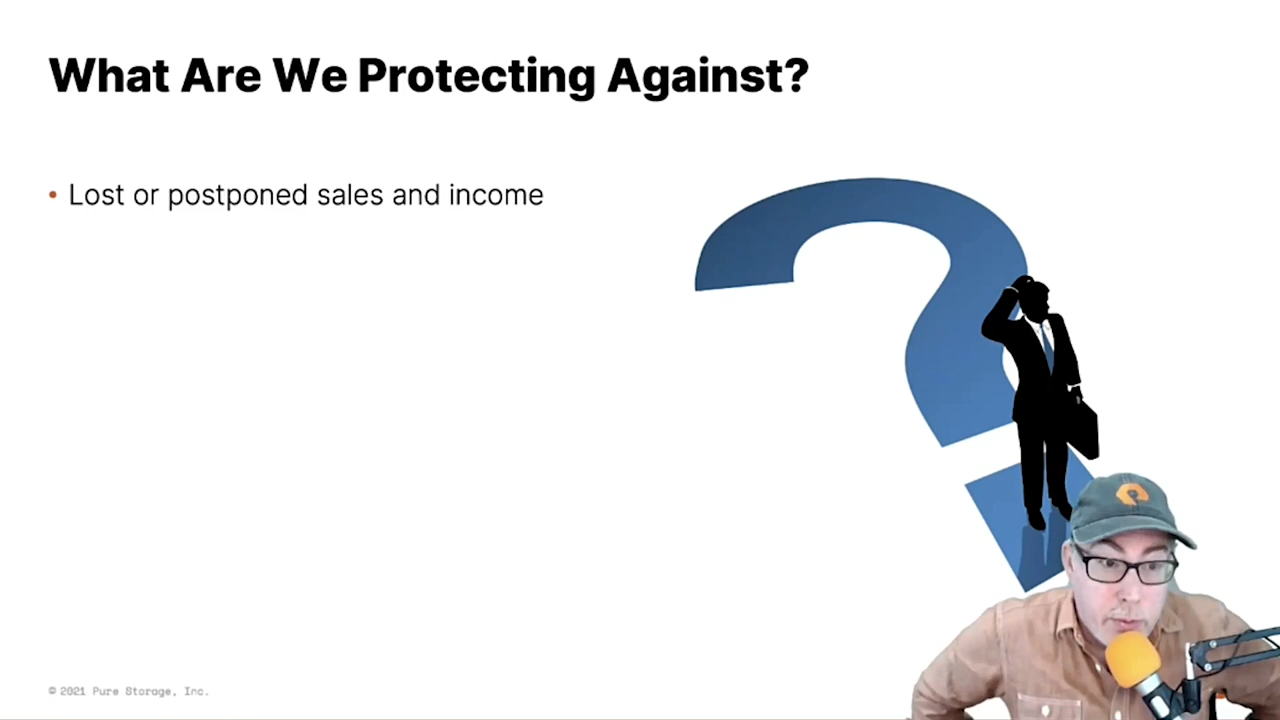 What Are We Protecting Against?
• Lost or postponed sales and income
© 2021 Pure Storage, Inc.